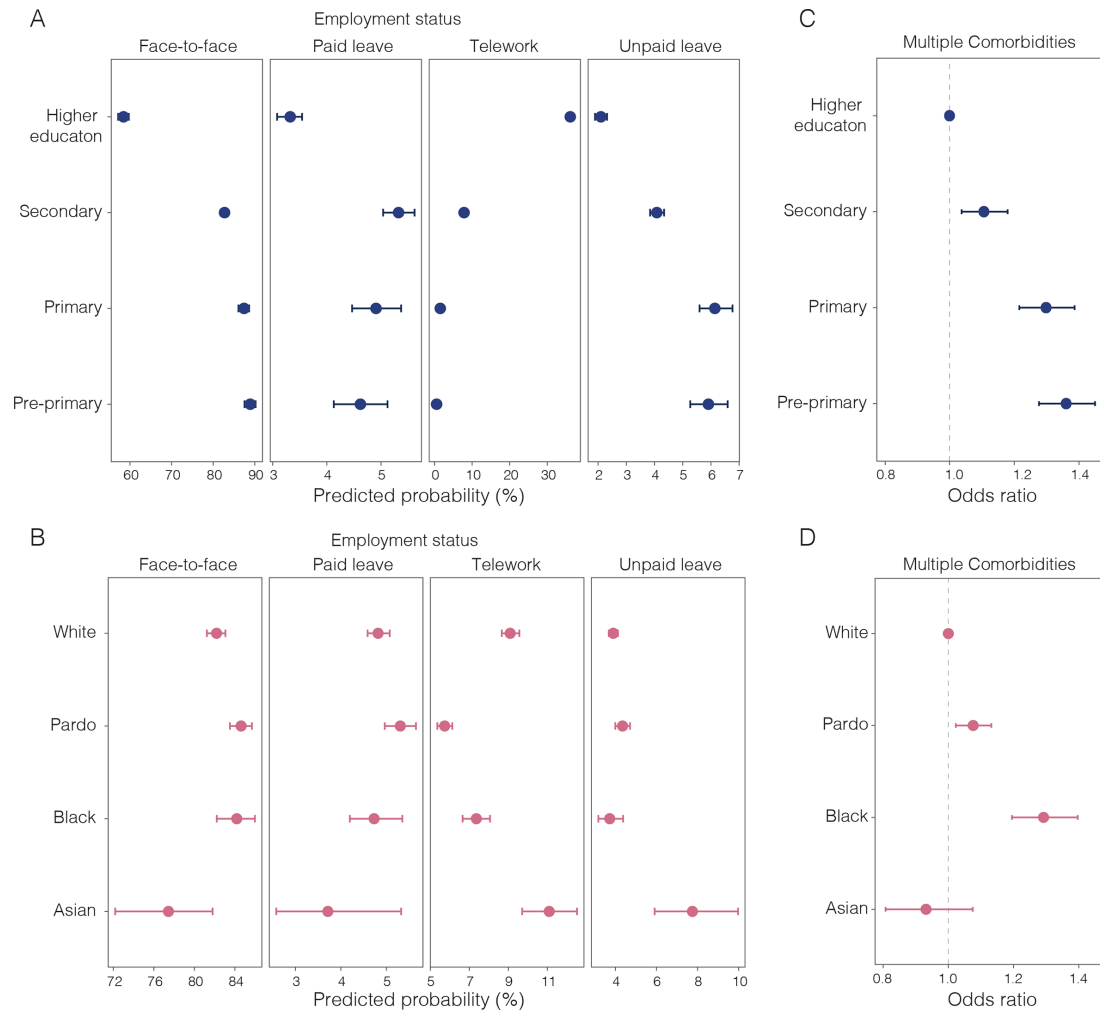 A
Employment status
Face-to-face
Paid leave
Telework
Unpaid leave
Higher
educaton
Secondary
Primary
Pre-primary
60 70 80 90
3 4 5
0 10 20 30
2 3 4 5 6 7
Predicted probability (%)
C
Multiple Comorbidities
Higher
educaton
Secondary
Primary
Pre-primary
0.8 1.0 1.2 1.4
Odds ratio
B
Employment status
Face-to-face
Paid leave
Telework
Unpaid leave
White
Pardo
Black
Asian
72 76 80 84
3 4 5
5 7 9 11
4 6 8 10
Predicted probability (%)
D
Multiple Comorbidities
White
Pardo
Black
Asian
0.8 1.0 1.2 1.4
Odds ratio